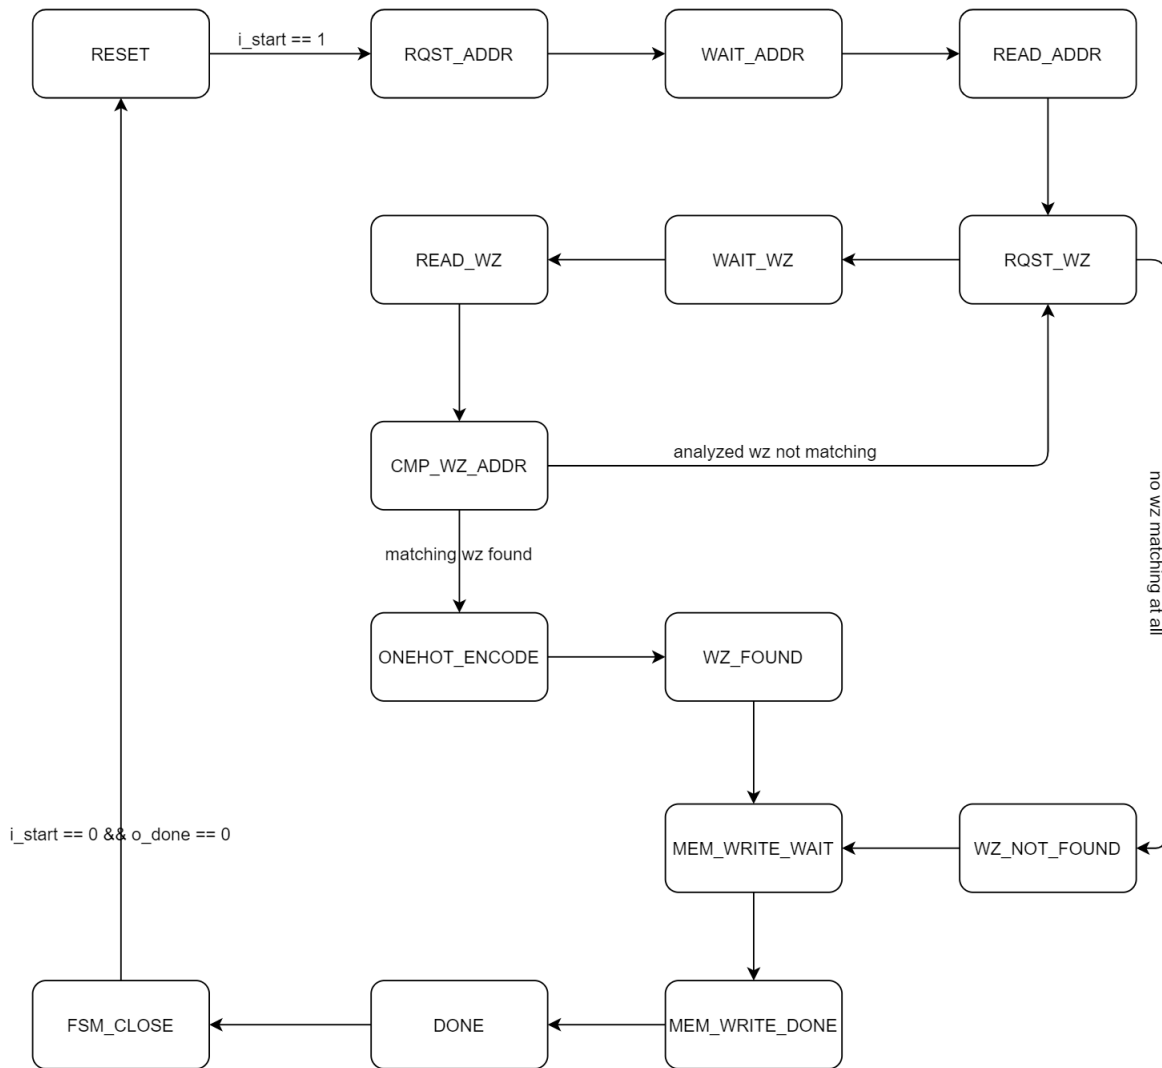 RESET
i_start == 1
RQST_ADDR
WAIT_ADDR
READ_ADDR
READ_WZ
WAIT_WZ
RQST_WZ
CMP_WZ_ADDR
analyzed wz not matching
no wz matching at all
matching wz found
ONEHOT_ENCODE
WZ_FOUND
i_start == 0 && o_done == 0
MEM_WRITE_WAIT
WZ_NOT_FOUND
FSM_CLOSE
DONE
MEM_WRITE_DONE